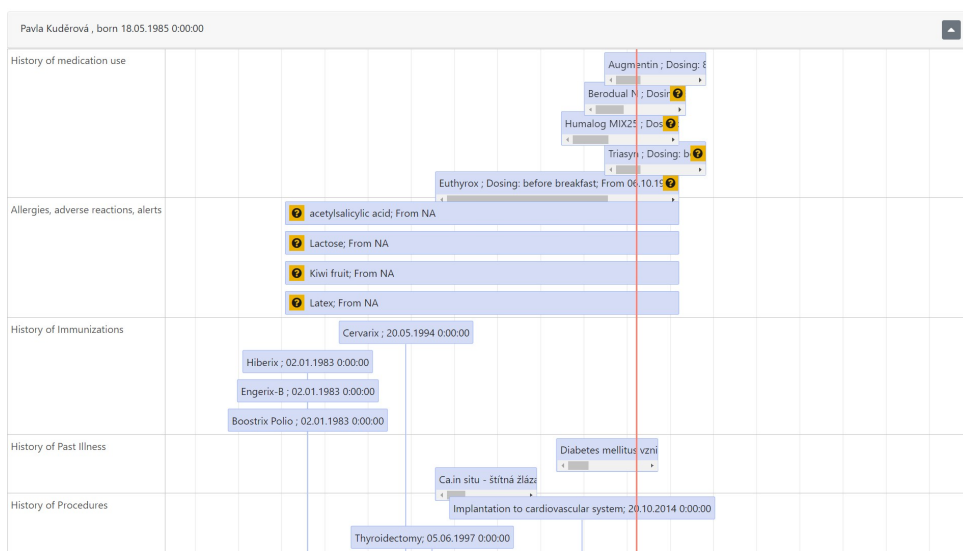 Pavla Kuděrová , born 18.05.1985 0:00:00
History of medication use
Augmentin ; Dosing: 8
Berodual N ; Dosin
Humalog MIX25 ; Dos
Triasyn ; Dosing: b
Euthyrox ; Dosing: before breakfast; From 06.10.19
Allergies, adverse reactions, alerts
acetylsalicylic acid; From NA
Lactose; From NA
Kiwi fruit; From NA
Latex; From NA
History of Immunizations
Cervarix ; 20.05.1994 0:00:00
Hiberix ; 02.01.1983 0:00:00
Engerix-B ; 02.01.1983 0:00:00
Boostrix Polio ; 02.01.1983 0:00:00
History of Past Illness
Diabetes mellitus vzni
Ca.in situ - štítná žláza
History of Procedures
Implantation to cardiovascular system; 20.10.2014 0:00:00
Thyroidectomy; 05.06.1997 0:00:00